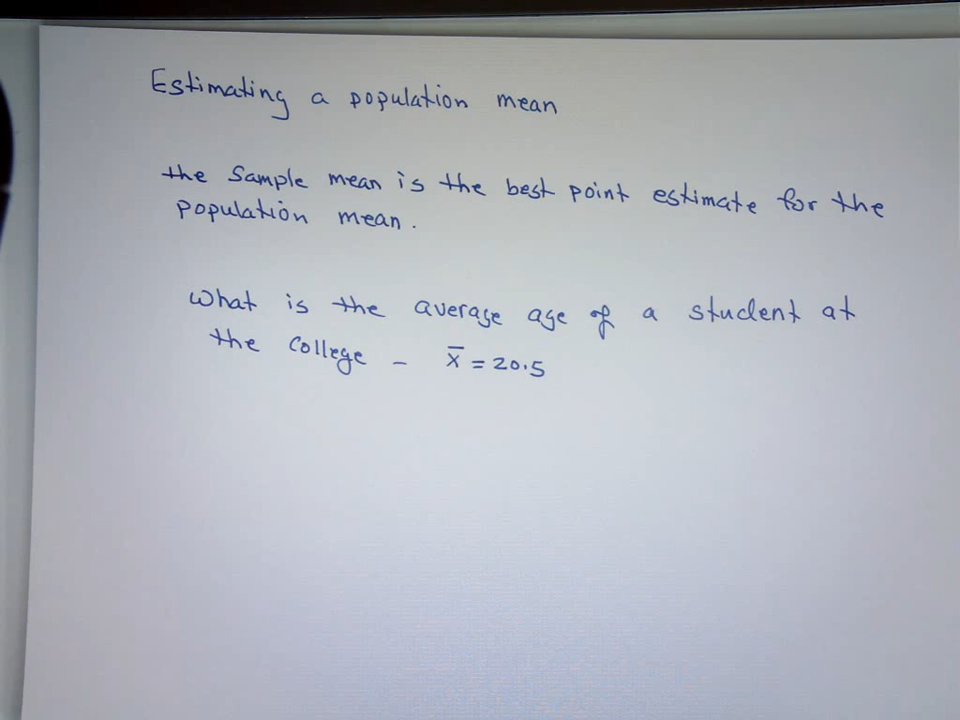 Estimating a population mean
the Sample mean is the best point estimate for the
population mean.
What is the average age of a student at
the college - x̄ = 20.5